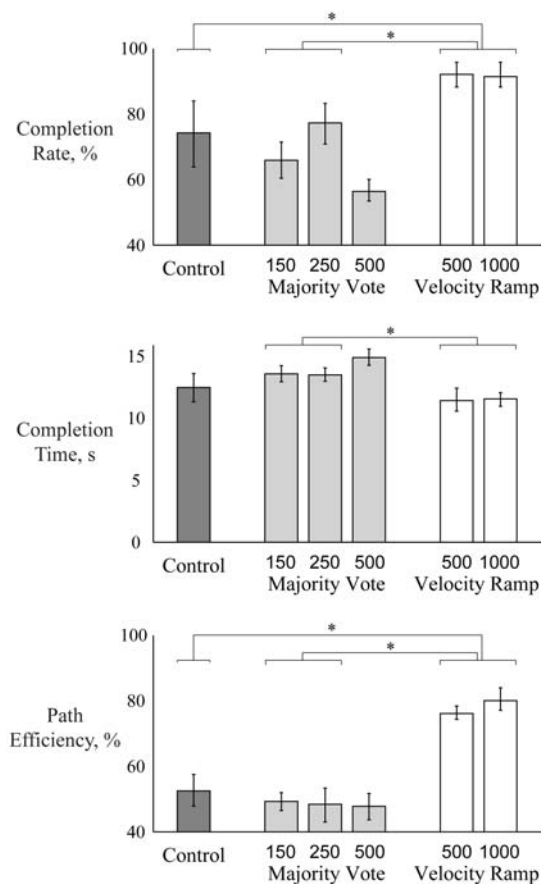 *
*
100
80
60
40
Completion
Rate, %
Control
150 250 500
Majority Vote
500 1000
Velocity Ramp
*
15
10
5
0
Completion
Time, s
Control
150 250 500
Majority Vote
500 1000
Velocity Ramp
*
*
100
80
60
40
Path
Efficiency, %
Control
150 250 500
Majority Vote
500 1000
Velocity Ramp